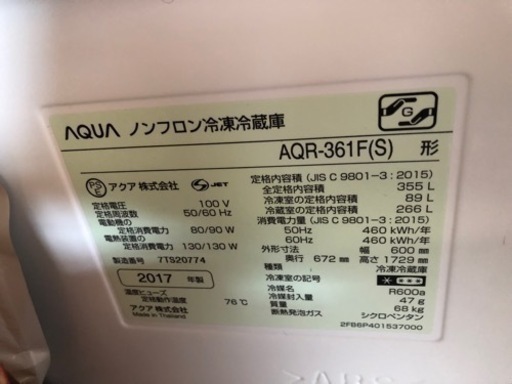 AQUA ノンフロン冷凍冷蔵庫
G
AQR-361F(S) 形
PS E アクア 株式会社 JET
定格電圧 100 V
定格周波数 50/60 Hz
電動機の
定格消費電力 80/90 W
電熱装置の
定格消費電力 130/130 W
製造番号 7TS20774
2017 年製
温度ヒューズ
定格動作温度 76℃
アクア 株式会社
Made in Thailand
定格内容積 (JIS C 9801-3 : 2015)
全定格内容積 355 L
冷凍室の定格内容積 89 L
冷蔵室の定格内容積 266 L
消費電力量 (JIS C 9801-3 : 2015)
50Hz 460 kWh/年
60Hz 460 kWh/年
外形寸法 幅 600 mm
奥行 672 mm 高さ 1729 mm
種類 冷凍冷蔵庫
冷凍室の記号
冷媒 R600a
冷媒封入量 47 g
質量 68 kg
断熱発泡ガス シクロペンタン
2FB6P401537000